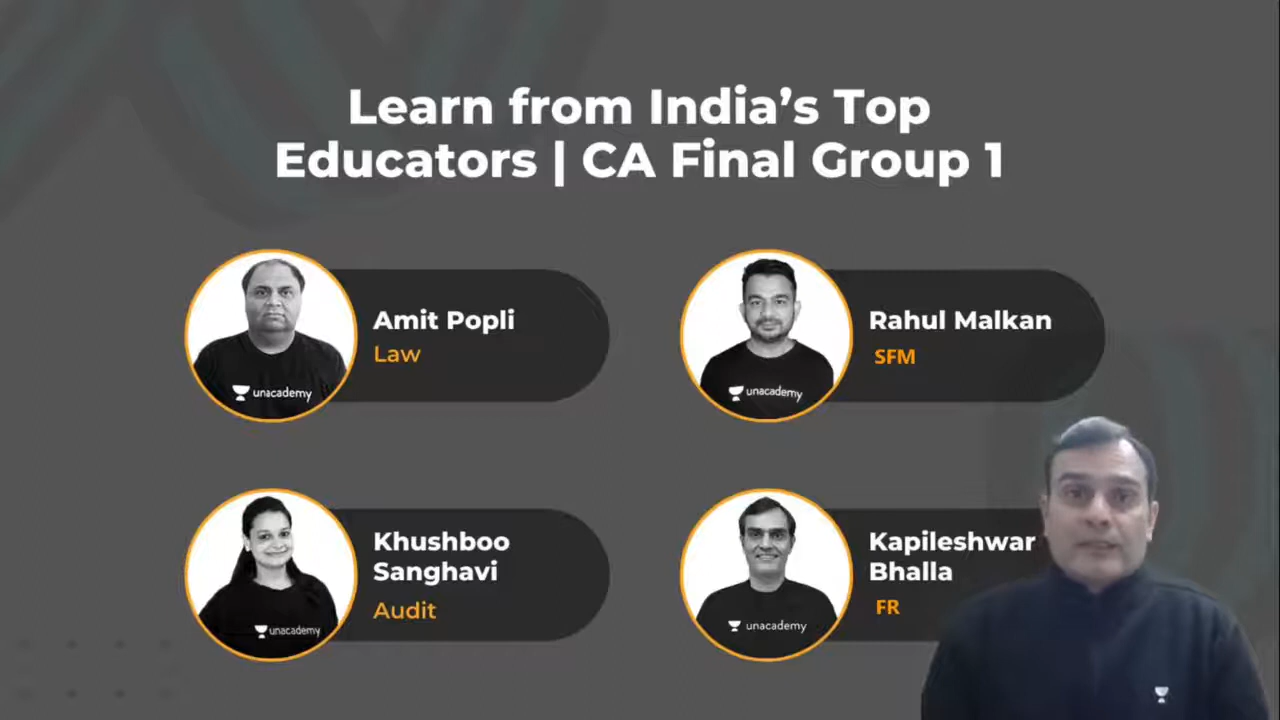 Learn from India’s Top
Educators | CA Final Group 1
Amit Popli
Law
unacademy
Rahul Malkan
SFM
unacademy
Khushboo
Sanghavi
Audit
unacademy
Kapileshwar
Bhalla
FR
unacademy